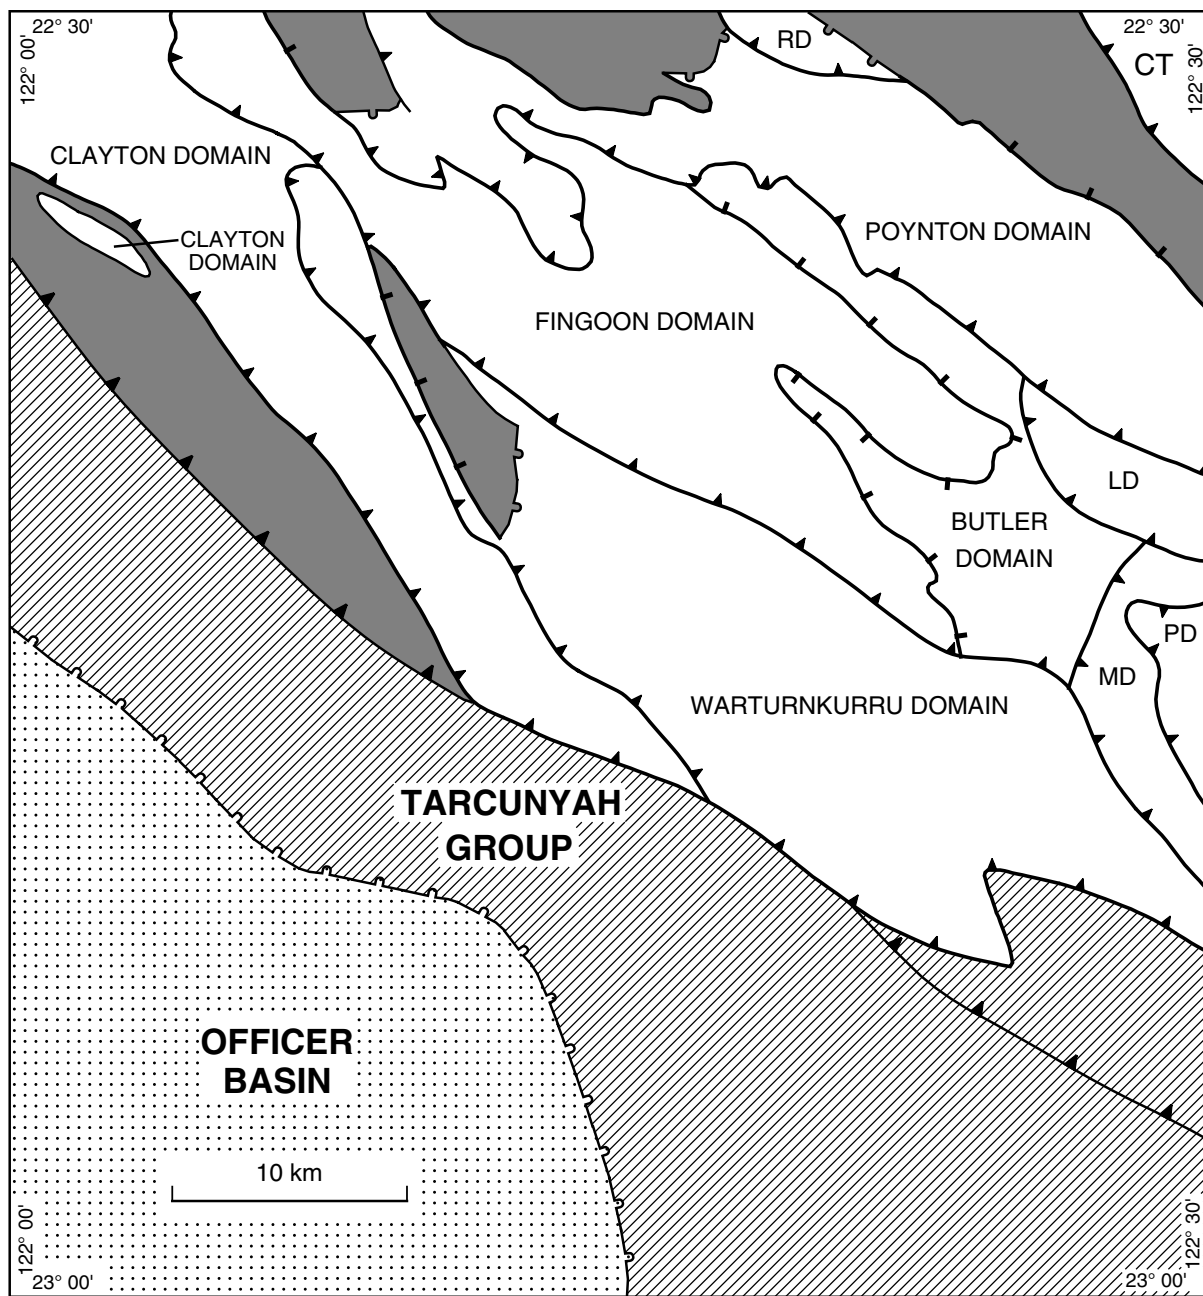 22° 30'
122° 00'
RD
22° 30'
122° 30'
CT
CLAYTON DOMAIN
CLAYTON
DOMAIN
POYNTON DOMAIN
FINGOON DOMAIN
LD
BUTLER
DOMAIN
PD
MD
WARTURNKURRU DOMAIN
TARCUNYAH
GROUP
OFFICER
BASIN
10 km
122° 00'
23° 00'
122° 30'
23° 00'